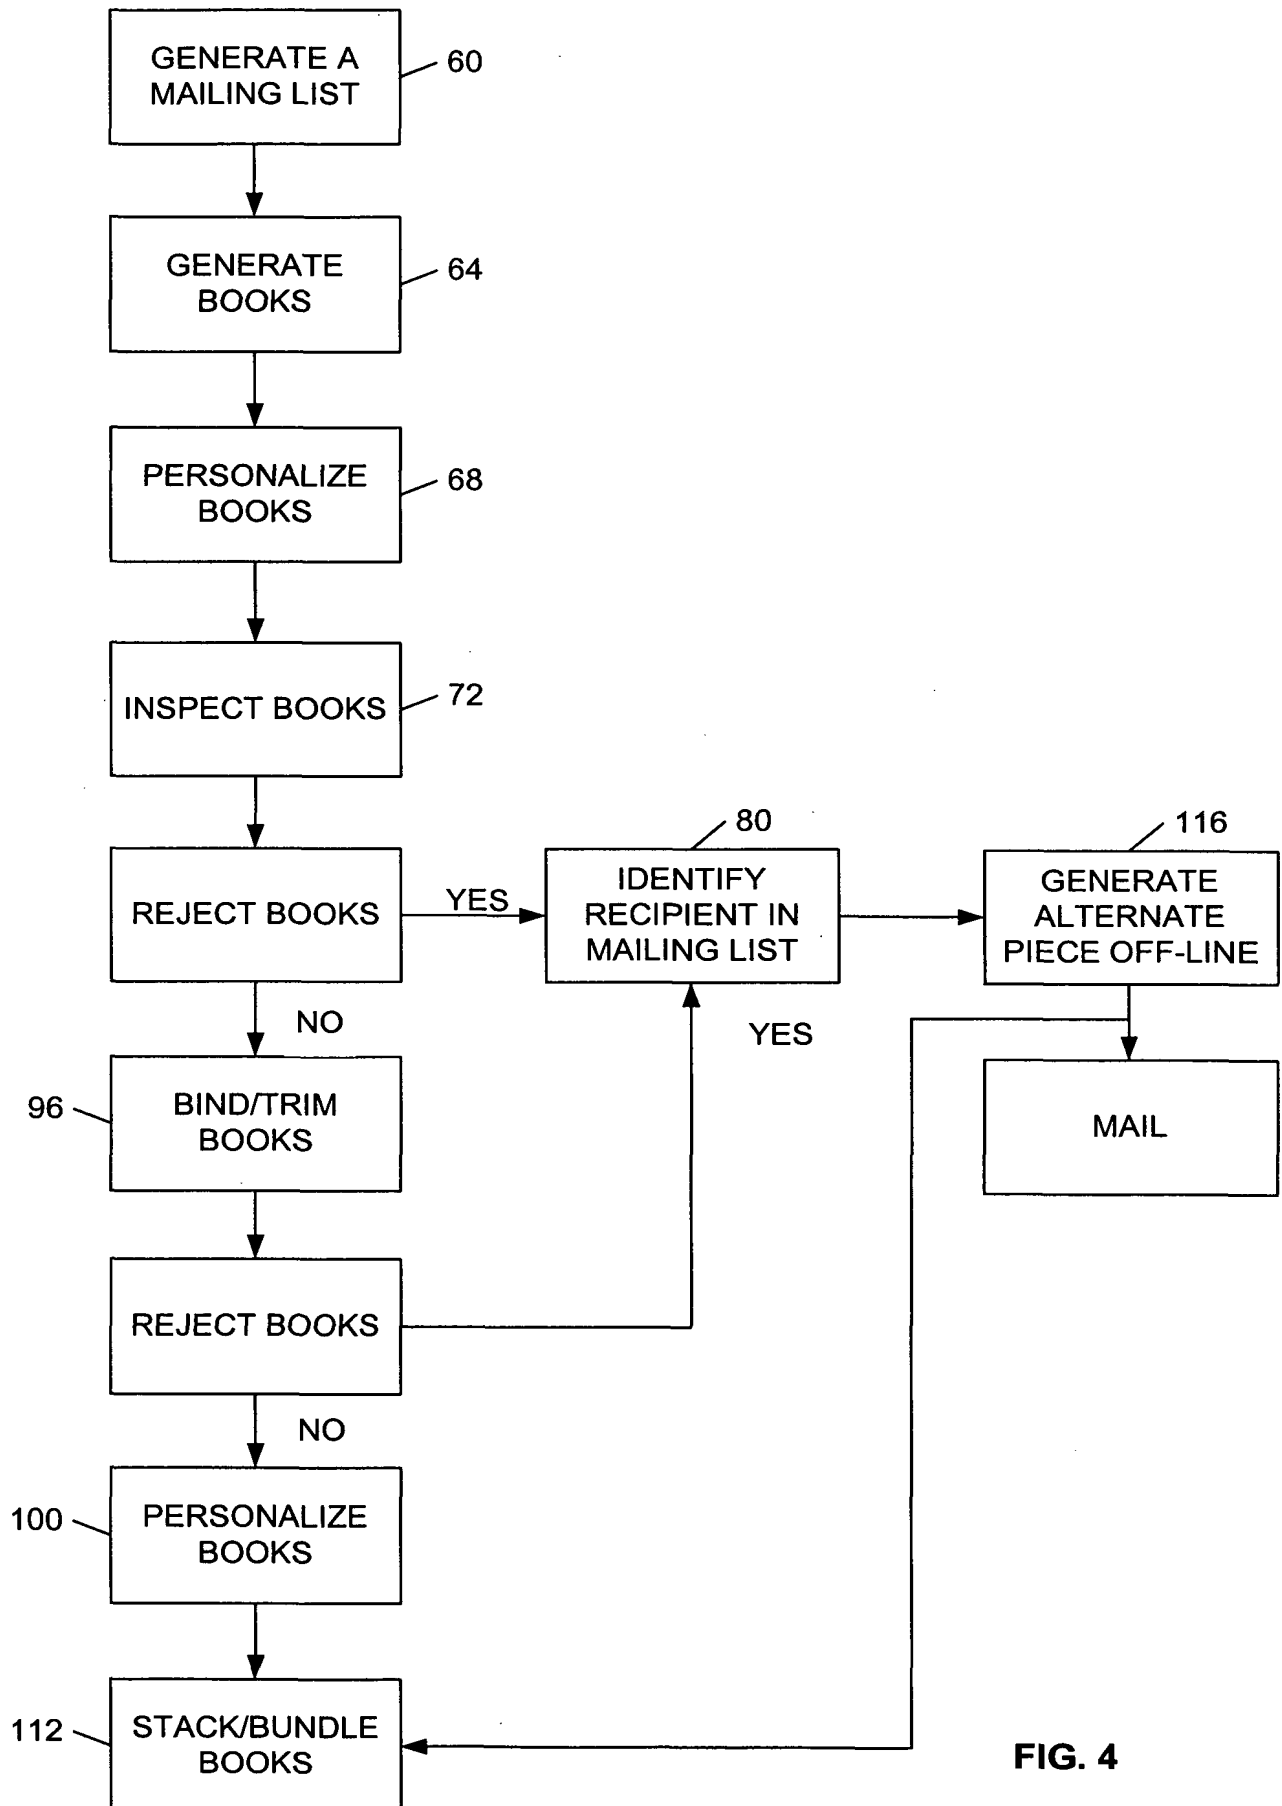 GENERATE A
MAILING LIST
60
GENERATE
BOOKS
64
PERSONALIZE
BOOKS
68
INSPECT BOOKS
72
REJECT BOOKS
YES
80
IDENTIFY
RECIPIENT IN
MAILING LIST
116
GENERATE
ALTERNATE
PIECE OFF-LINE
NO
YES
MAIL
96
BIND/TRIM
BOOKS
REJECT BOOKS
NO
100
PERSONALIZE
BOOKS
112
STACK/BUNDLE
BOOKS
FIG. 4